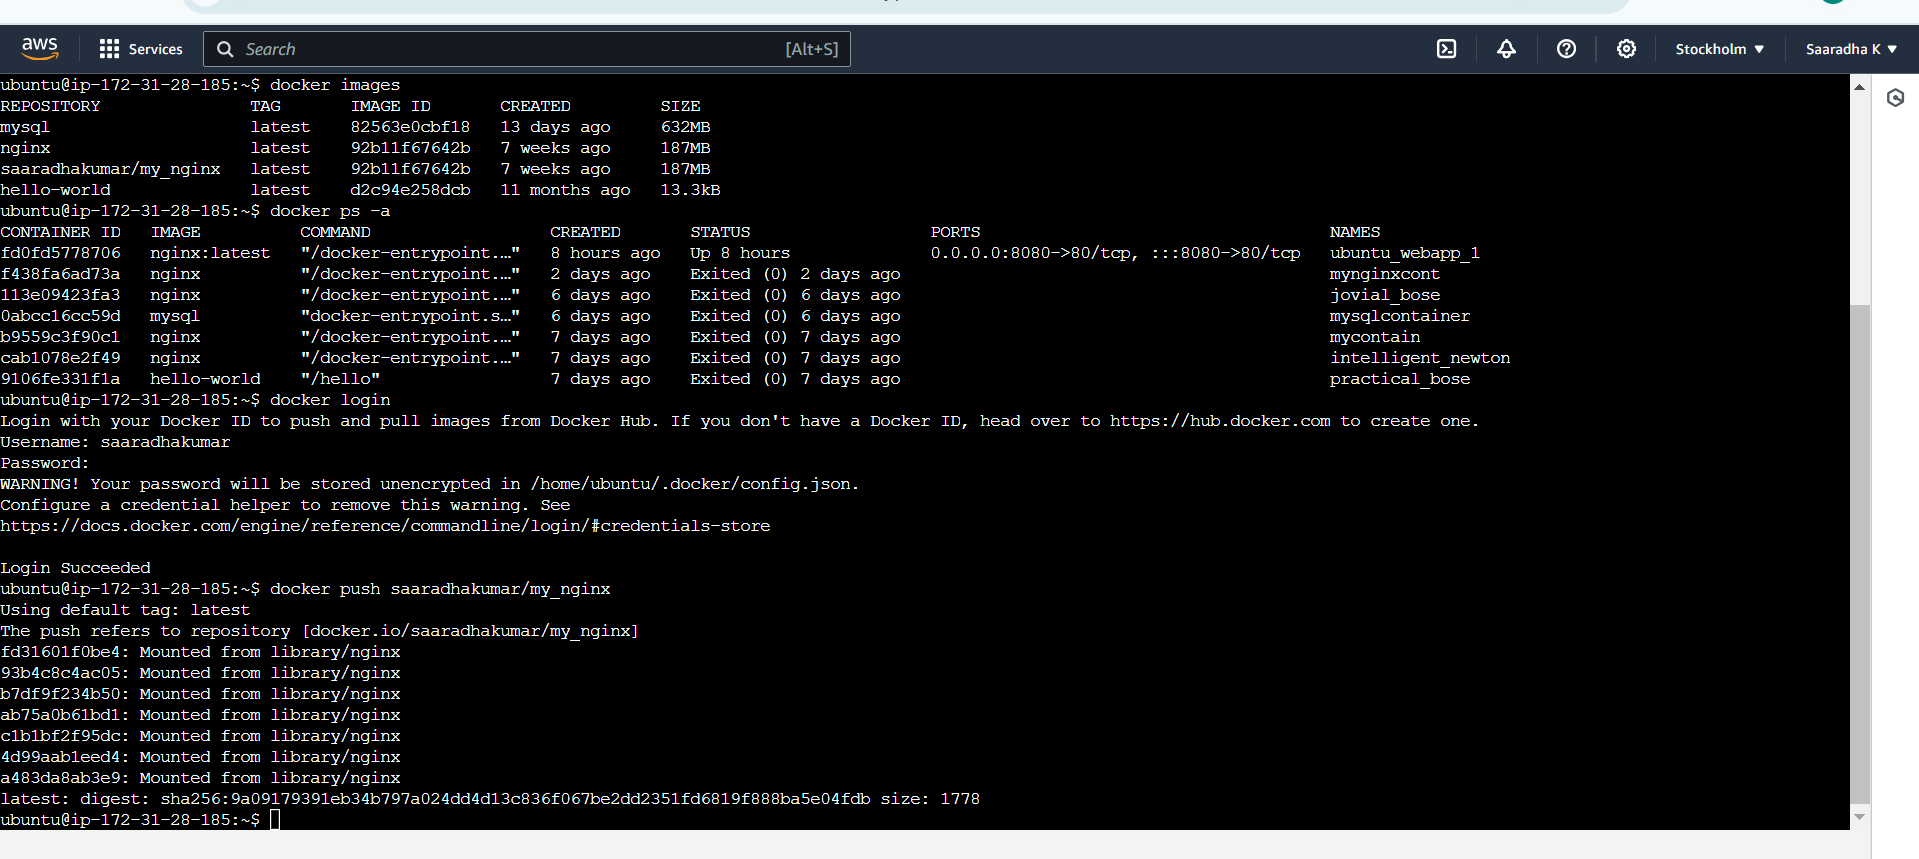 aws Services Search [Alt+S] Stockholm Saaradha K
ubuntu@ip-172-31-28-185:~$ docker images
REPOSITORY TAG IMAGE ID CREATED SIZE
mysql latest 82563e0cbf18 13 days ago 632MB
nginx latest 92b11f67642b 7 weeks ago 187MB
saaradhakumar/my_nginx latest 92b11f67642b 7 weeks ago 187MB
hello-world latest d2c94e258dcb 11 months ago 13.3kB
ubuntu@ip-172-31-28-185:~$ docker ps -a
CONTAINER ID IMAGE COMMAND CREATED STATUS PORTS NAMES
fd0fd5778706 nginx:latest "/docker-entrypoint.…" 8 hours ago Up 8 hours 0.0.0.0:8080->80/tcp, :::8080->80/tcp ubuntu_webapp_1
f438fa6ad73a nginx "/docker-entrypoint.…" 2 days ago Exited (0) 2 days ago mynginxcont
113e09423fa3 nginx "/docker-entrypoint.…" 6 days ago Exited (0) 6 days ago jovial_bose
0abcc16cc59d mysql "docker-entrypoint.s…" 6 days ago Exited (0) 6 days ago mysqlcontainer
b9559c3f90c1 nginx "/docker-entrypoint.…" 7 days ago Exited (0) 7 days ago mycontain
cab1078e2f49 nginx "/docker-entrypoint.…" 7 days ago Exited (0) 7 days ago intelligent_newton
9106fe331f1a hello-world "/hello" 7 days ago Exited (0) 7 days ago practical_bose
ubuntu@ip-172-31-28-185:~$ docker login
Login with your Docker ID to push and pull images from Docker Hub. If you don't have a Docker ID, head over to https://hub.docker.com to create one.
Username: saaradhakumar
Password:
WARNING! Your password will be stored unencrypted in /home/ubuntu/.docker/config.json.
Configure a credential helper to remove this warning. See
https://docs.docker.com/engine/reference/commandline/login/#credentials-store
Login Succeeded
ubuntu@ip-172-31-28-185:~$ docker push saaradhakumar/my_nginx
Using default tag: latest
The push refers to repository [docker.io/saaradhakumar/my_nginx]
fd31601f0be4: Mounted from library/nginx
93b4c8c4ac05: Mounted from library/nginx
b7df9f234b50: Mounted from library/nginx
ab75a0b61bd1: Mounted from library/nginx
c1b1bf2f95dc: Mounted from library/nginx
4d99aab1eed4: Mounted from library/nginx
a483da8ab3e9: Mounted from library/nginx
latest: digest: sha256:9a09179391eb34b797a024dd4d13c836f067be2dd2351fd6819f888ba5e04fdb size: 1778
ubuntu@ip-172-31-28-185:~$